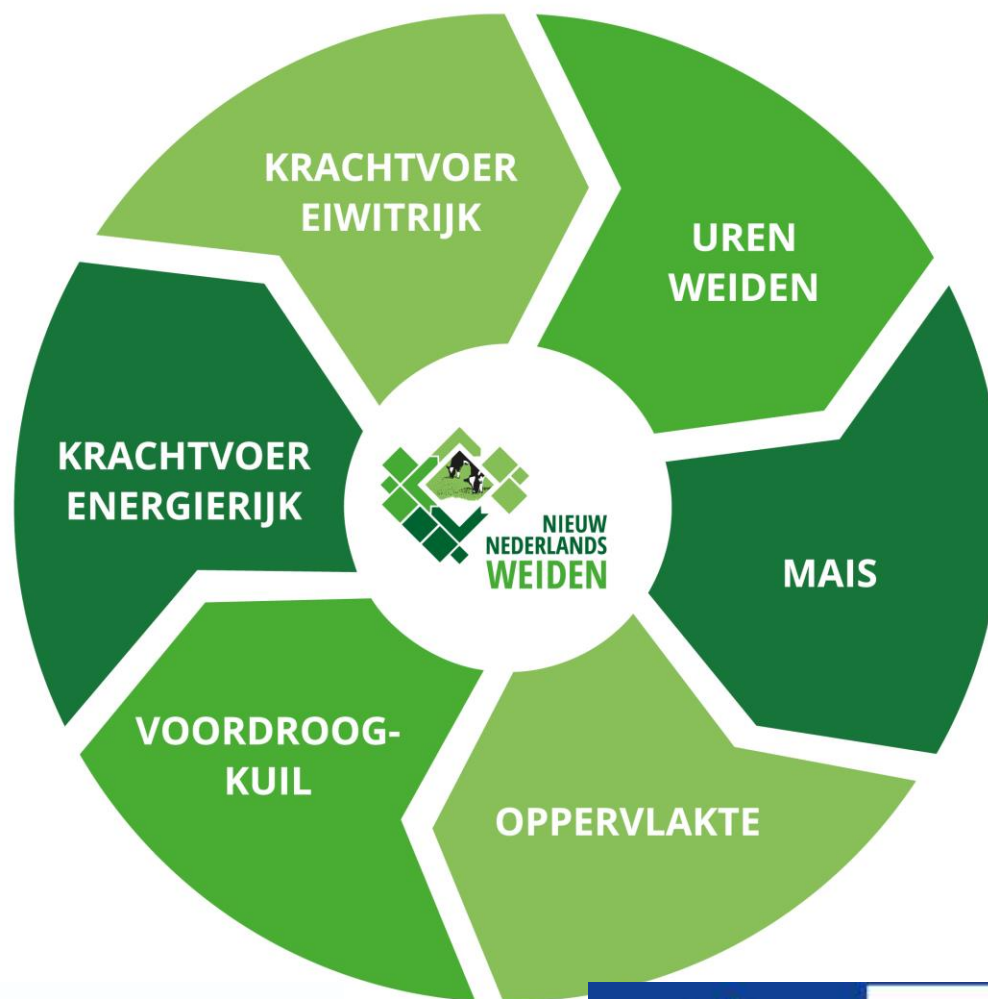 KRACHTVOER
EIWITRIJK
UREN
WEIDEN
KRACHTVOER
ENERGIERIJK
NIEUW
NEDERLANDS
WEIDEN
MAIS
VOORDROOG-
KUIL
OPPERVLAKTE